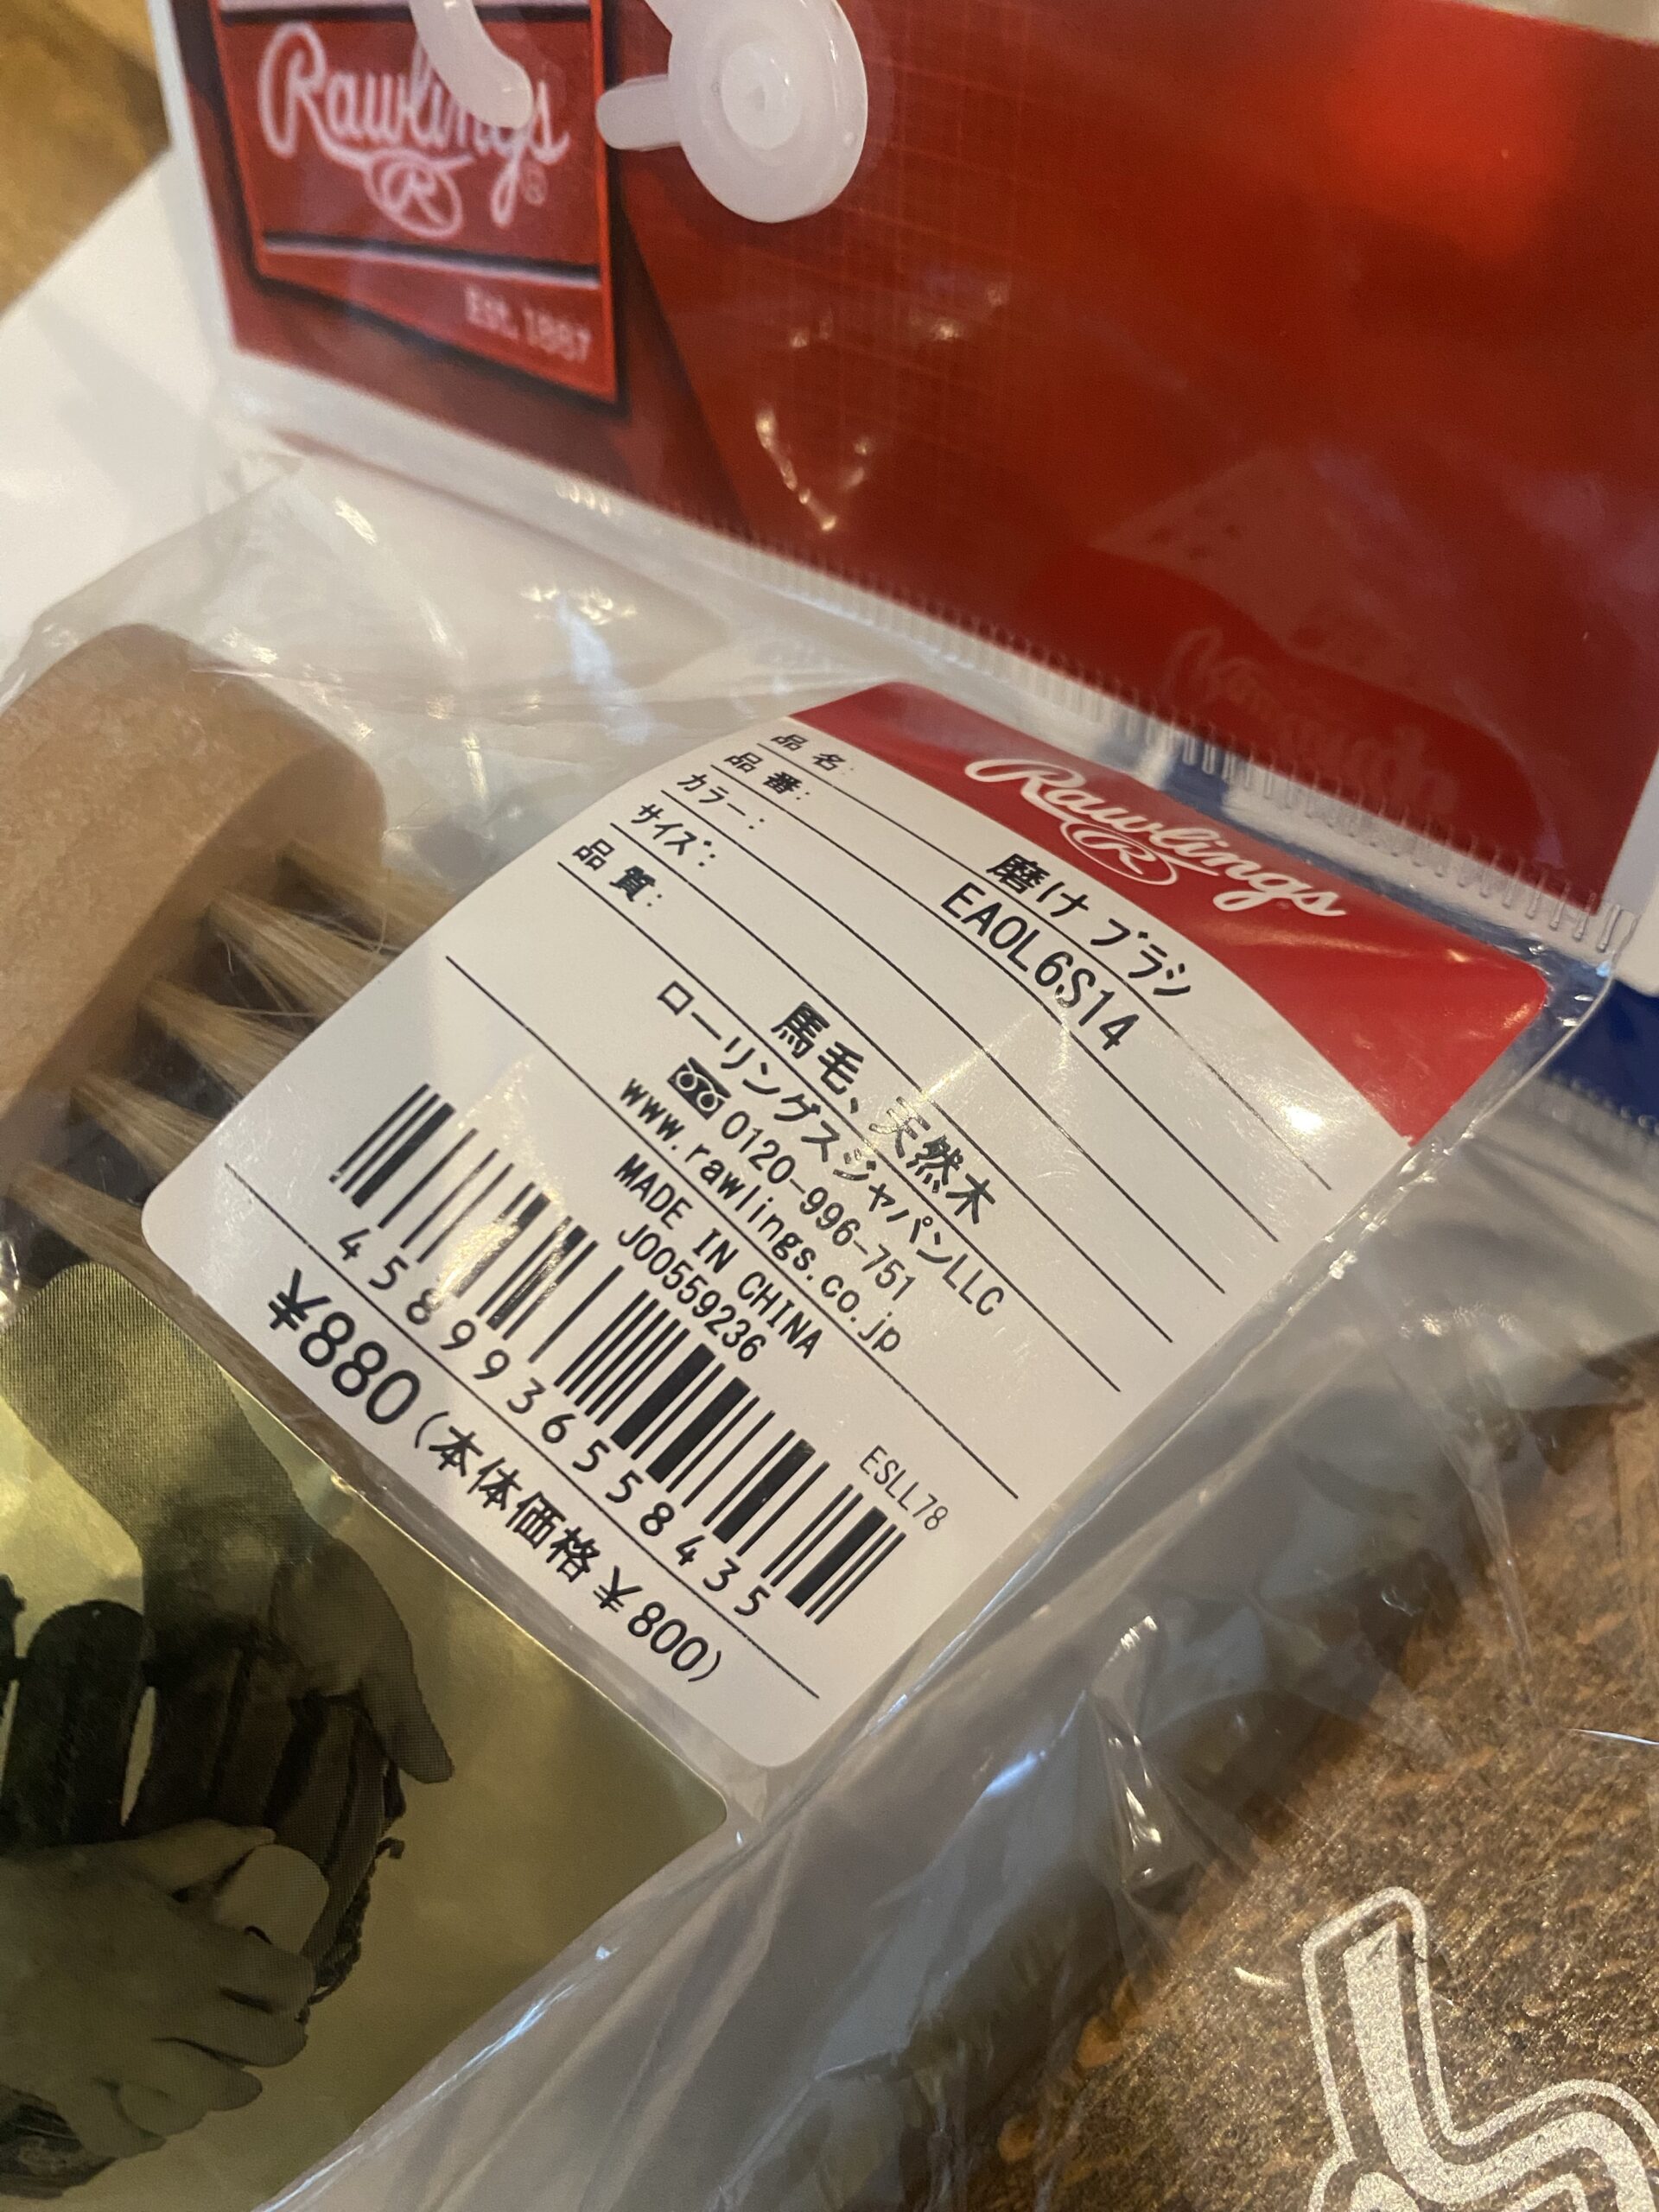 Rawlings
R
Est. 1887
Rawlings
R
品名: 磨け ブラシ
品番: EAOL6S14
カラー:
サイズ:
品質: 馬毛、天然木
ローリングスジャパンLLC
0120-996-751
www.rawlings.co.jp
MADE IN CHINA
J00559236
ESLL78
4589936558435
¥880(本体価格¥800)